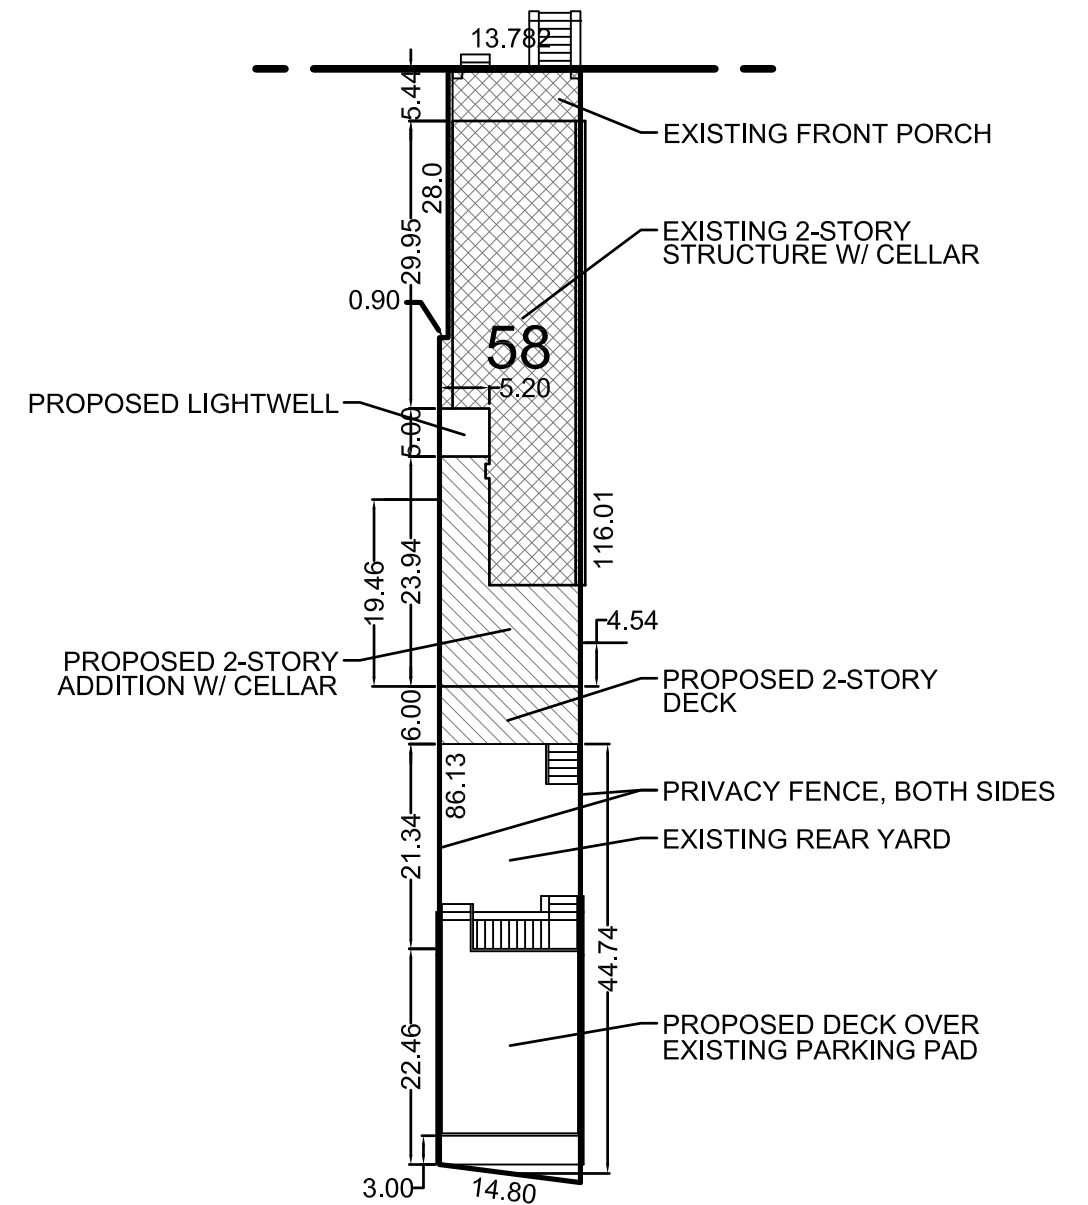 13.782
5.44
EXISTING FRONT PORCH
28.0
29.95
EXISTING 2-STORY
STRUCTURE W/ CELLAR
0.90
58
5.20
PROPOSED LIGHTWELL
5.00
116.01
19.46
23.94
4.54
PROPOSED 2-STORY
ADDITION W/ CELLAR
PROPOSED 2-STORY
DECK
6.00
86.13
PRIVACY FENCE, BOTH SIDES
21.34
EXISTING REAR YARD
44.74
PROPOSED DECK OVER
EXISTING PARKING PAD
22.46
3.00
14.80